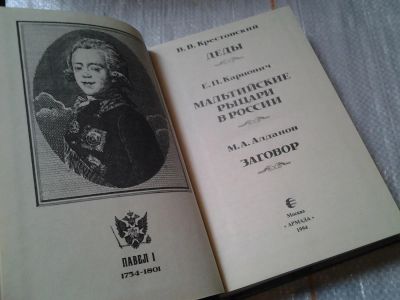 ПАВЕЛ I
1754-1801
В. В. Крестовский
ДЕДЫ
Е. П. Карнович
МАЛЬТИЙСКИЕ
РЫЦАРИ
В РОССИИ
М. А. Алданов
ЗАГОВОР
Москва
«АРМАДА»
1994